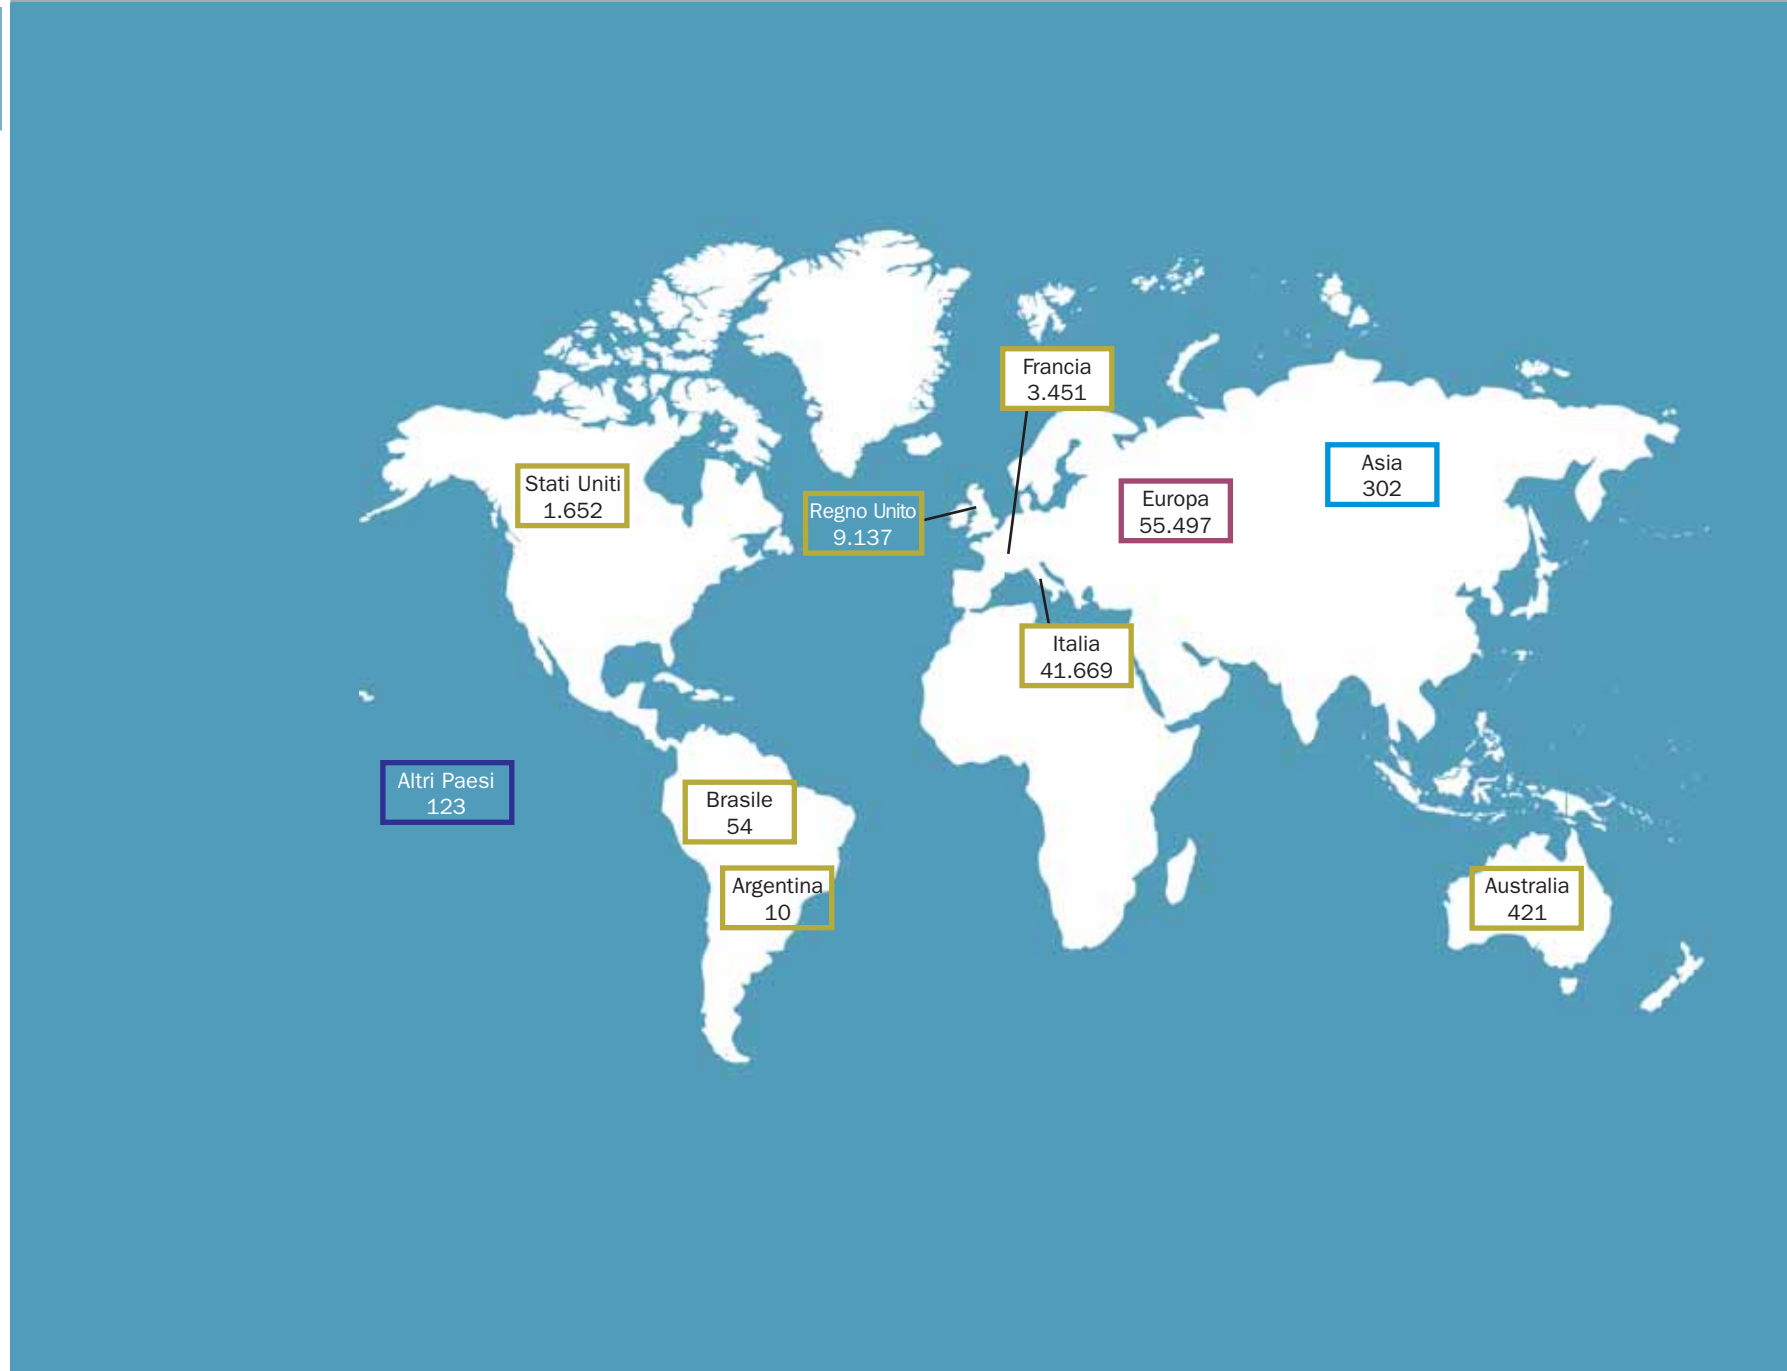 Francia
3.451
Stati Uniti
1.652
Regno Unito
9.137
Europa
55.497
Asia
302
Italia
41.669
Altri Paesi
123
Brasile
54
Argentina
10
Australia
421